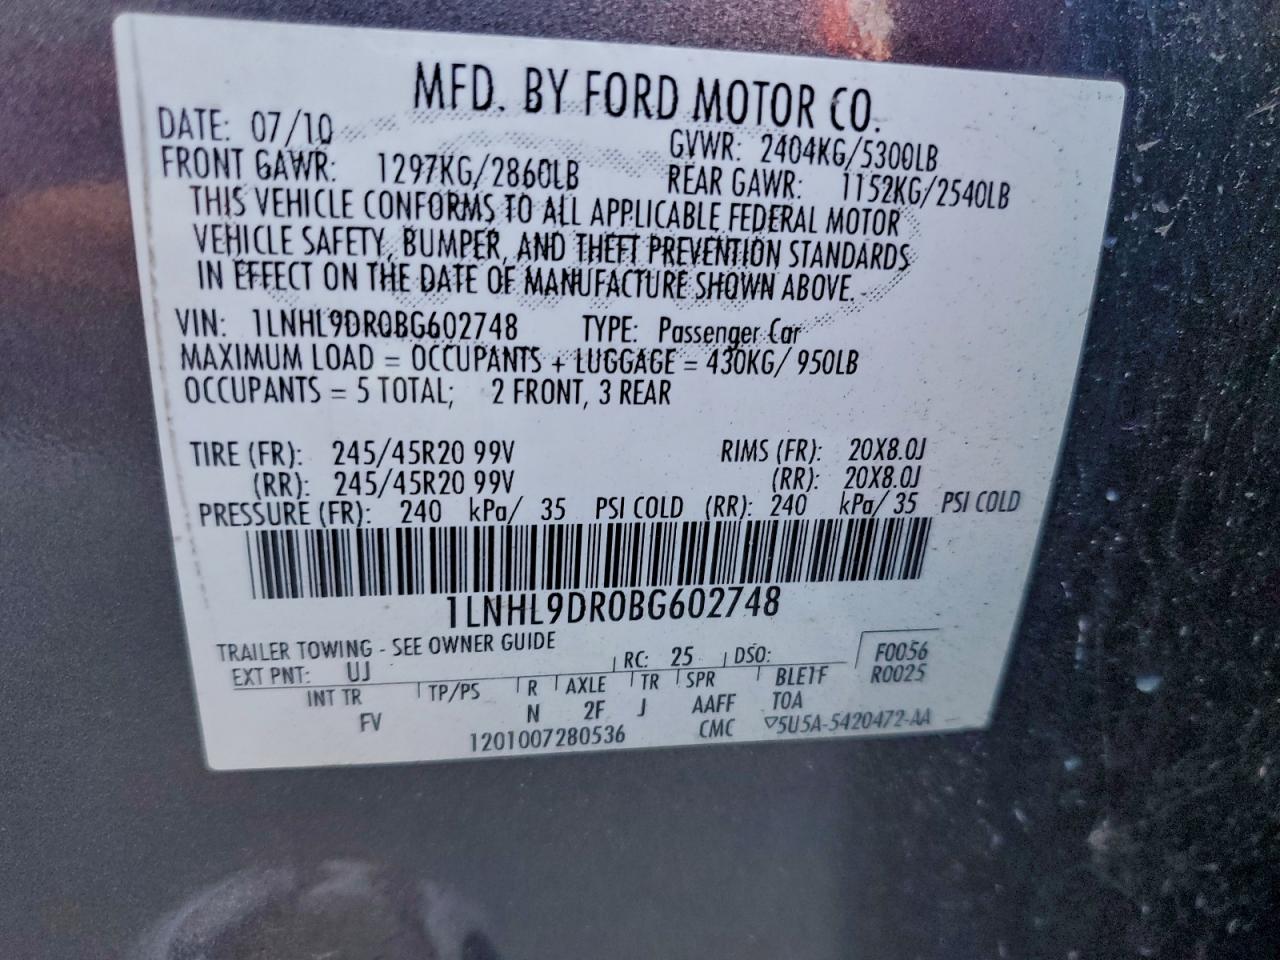 MFD. BY FORD MOTOR CO.
DATE: 07/10 GVWR: 2404KG/5300LB
FRONT GAWR: 1297KG/2860LB REAR GAWR: 1152KG/2540LB
THIS VEHICLE CONFORMS TO ALL APPLICABLE FEDERAL MOTOR
VEHICLE SAFETY, BUMPER, AND THEFT PREVENTION STANDARDS
IN EFFECT ON THE DATE OF MANUFACTURE SHOWN ABOVE.
VIN: 1LNHL9DR0BG602748 TYPE: Passenger Car
MAXIMUM LOAD = OCCUPANTS + LUGGAGE = 430KG/ 950LB
OCCUPANTS = 5 TOTAL; 2 FRONT, 3 REAR
TIRE (FR): 245/45R20 99V RIMS (FR): 20X8.0J
(RR): 245/45R20 99V (RR): 20X8.0J
PRESSURE (FR): 240 kPa/ 35 PSI COLD (RR): 240 kPa/ 35 PSI COLD
1LNHL9DR0BG602748
TRAILER TOWING - SEE OWNER GUIDE
EXT PNT: UJ RC: 25 DSO: F0056
R0025
INT TR TP/PS R AXLE TR SPR BLE1F
FV N 2F J AAFF TOA
1201007280536 CMC ▽5U5A-5420472-AA